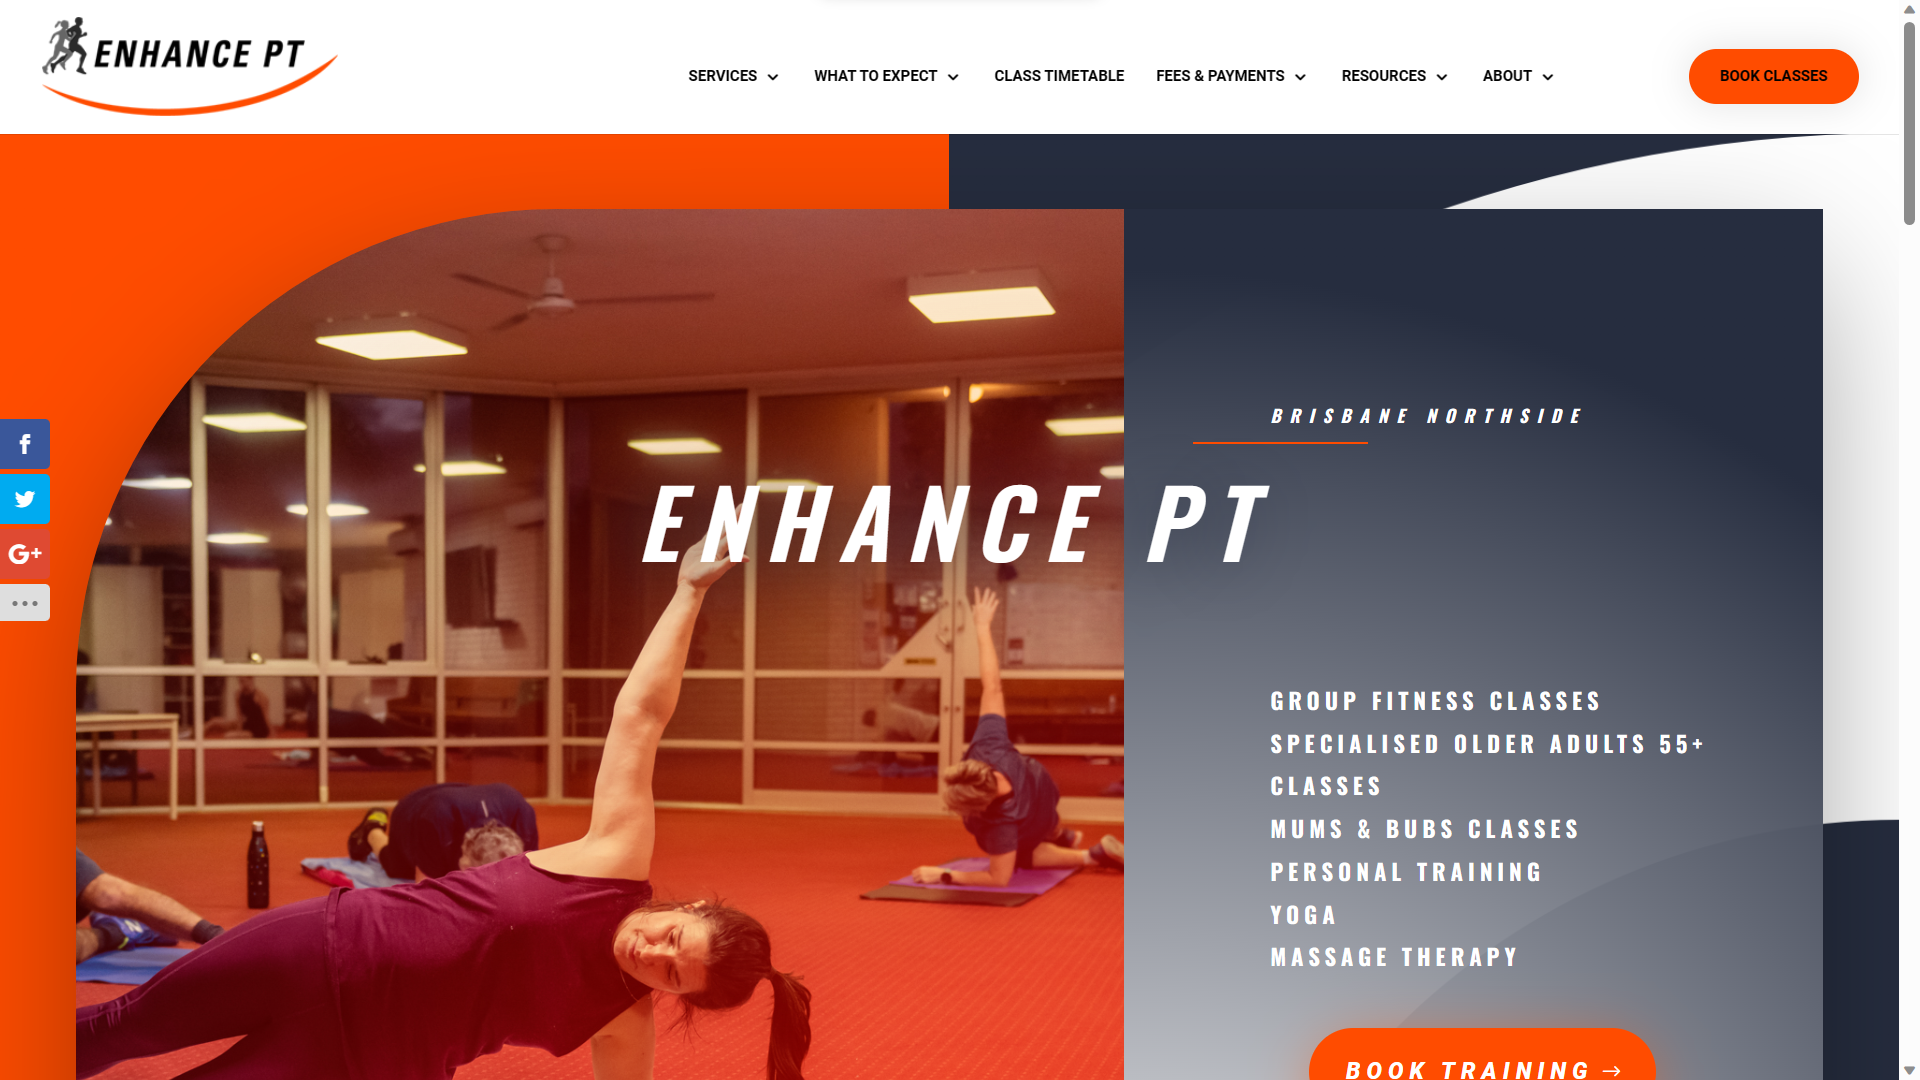 ENHANCE PT
SERVICES
WHAT TO EXPECT
CLASS TIMETABLE
FEES & PAYMENTS
RESOURCES
ABOUT
BOOK CLASSES
BRISBANE NORTHSIDE
ENHANCE PT
GROUP FITNESS CLASSES
SPECIALISED OLDER ADULTS 55+
CLASSES
MUMS & BUBS CLASSES
PERSONAL TRAINING
YOGA
MASSAGE THERAPY
BOOK TRAINING →